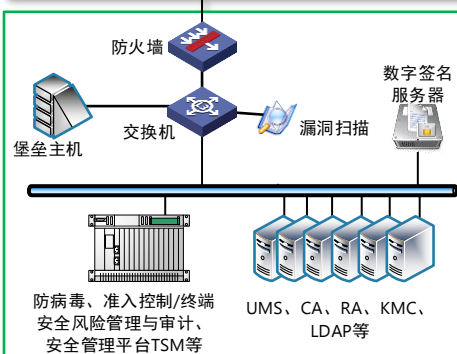 防火墙
数字签名
服务器
交换机
漏洞扫描
堡垒主机
防病毒、准入控制/终端
安全风险管理与审计、
安全管理平台TSM等
UMS、CA、RA、KMC、
LDAP等